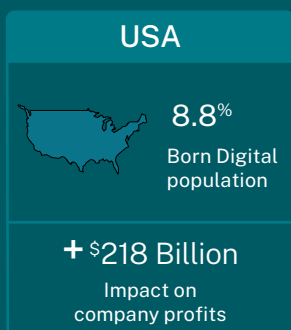 USA
8.8%
Born Digital
population
+ $218 Billion
Impact on
company profits